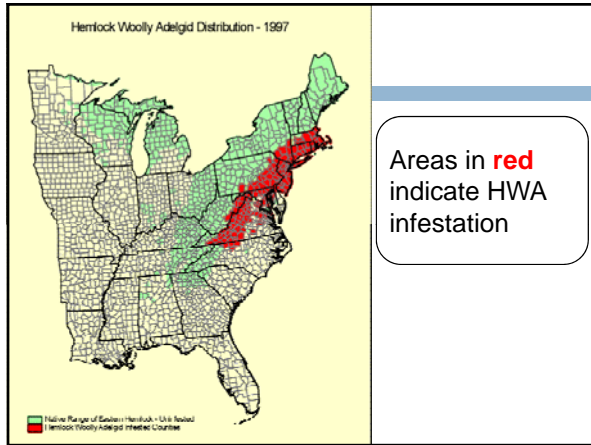 Hemlock Woolly Adelgid Distribution - 1997
Areas in red
indicate HWA
infestation
Native Range of Eastern Hemlock - Uninfested
Hemlock Woolly Adelgid Infested Counties